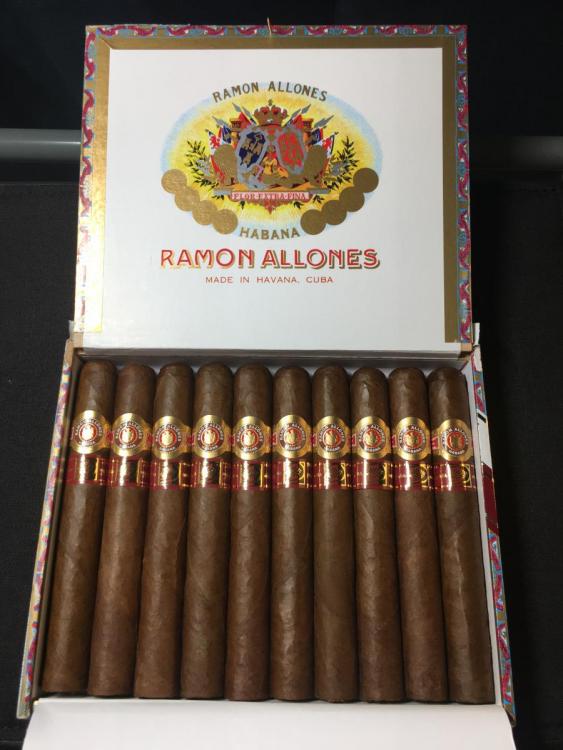 RAMON ALLONES
FLOR EXTRA FINA
HABANA
RAMON ALLONES
MADE IN HAVANA, CUBA